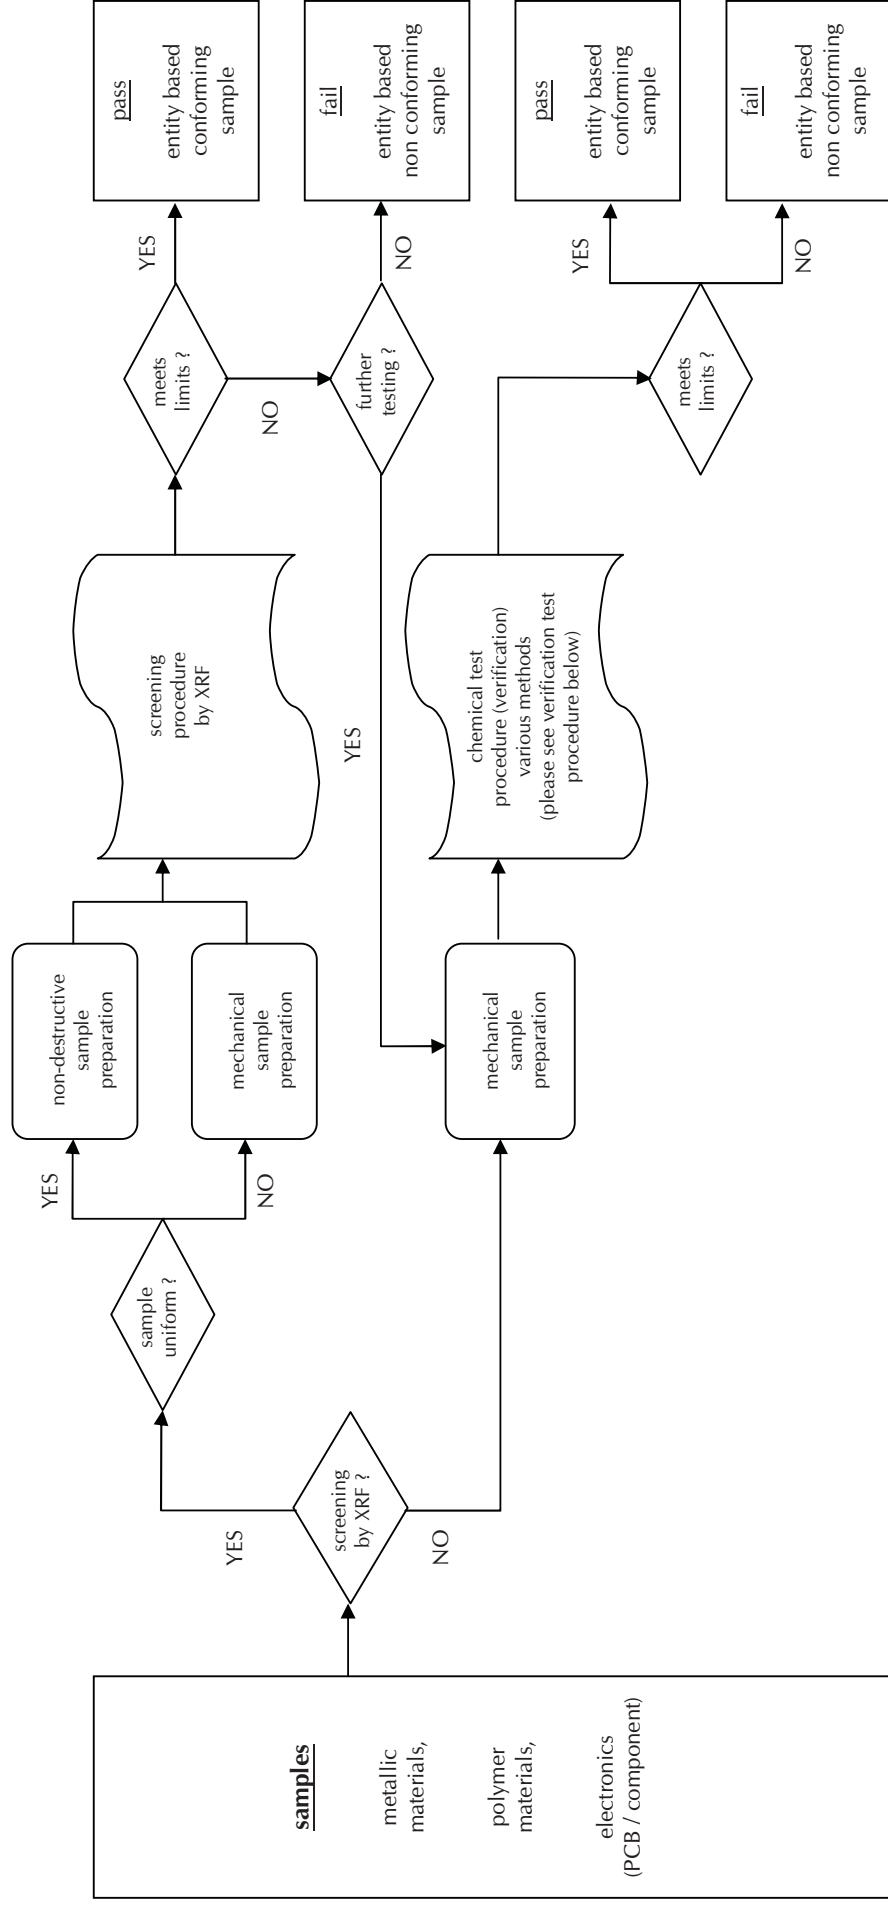 samples
metallic
materials,
polymer
materials,
electronics
(PCB / component)
screening
by XRF ?
YES
NO
sample
uniform ?
YES
NO
non-destructive
sample
preparation
mechanical
sample
preparation
mechanical
sample
preparation
screening
procedure
by XRF
YES
chemical test
procedure (verification)
various methods
(please see verification test
procedure below)
meets
limits ?
NO
further
testing ?
meets
limits ?
YES
NO
YES
NO
pass
entity based
conforming
sample
fail
entity based
non conforming
sample
pass
entity based
conforming
sample
fail
entity based
non conforming
sample